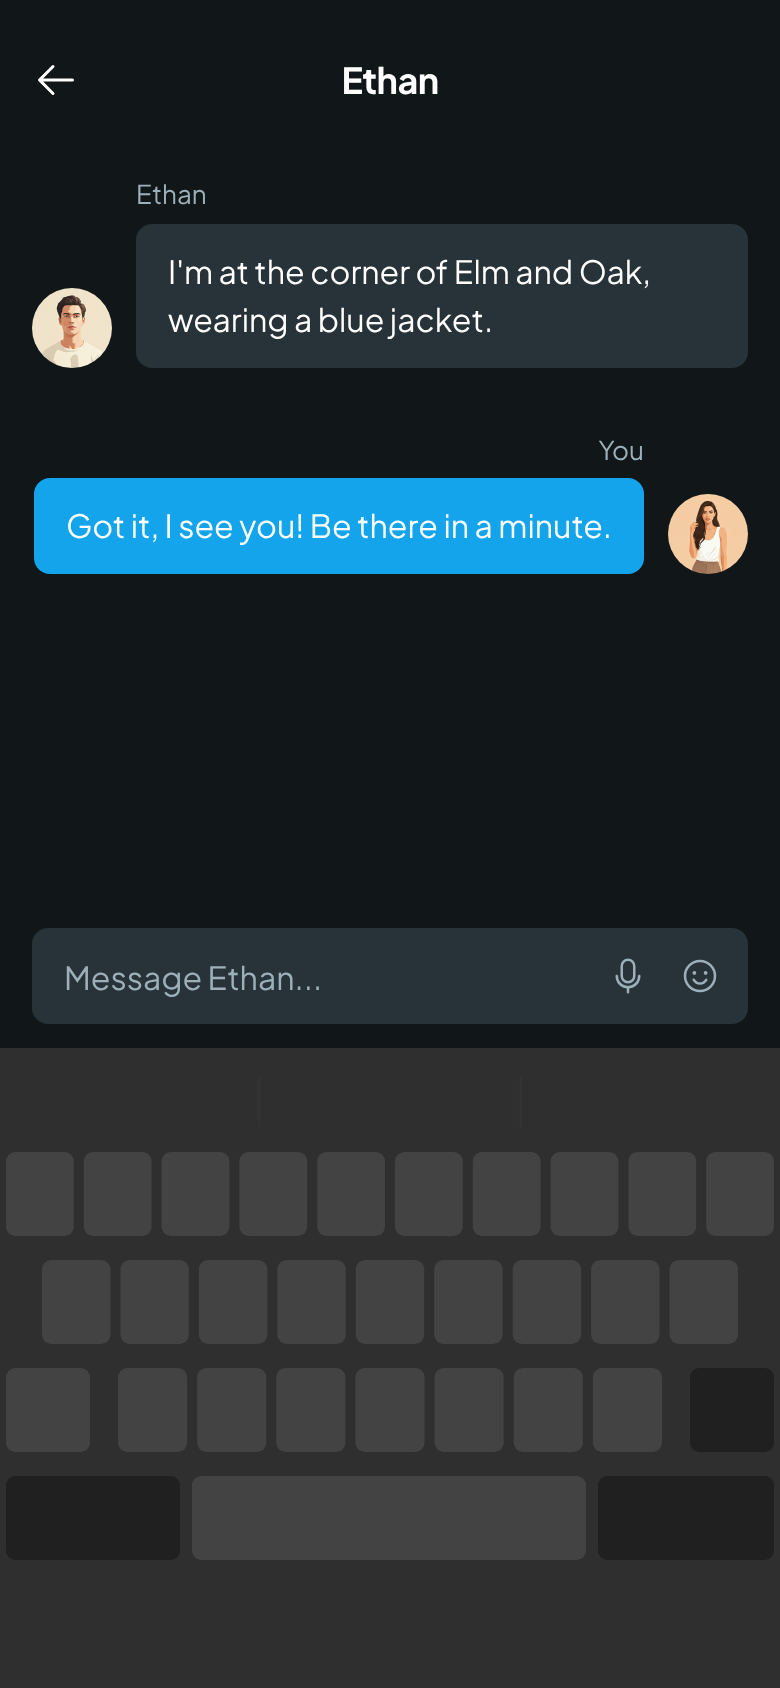 Ethan
Ethan
I'm at the corner of Elm and Oak,
wearing a blue jacket.
You
Got it, I see you! Be there in a minute.
Message Ethan...